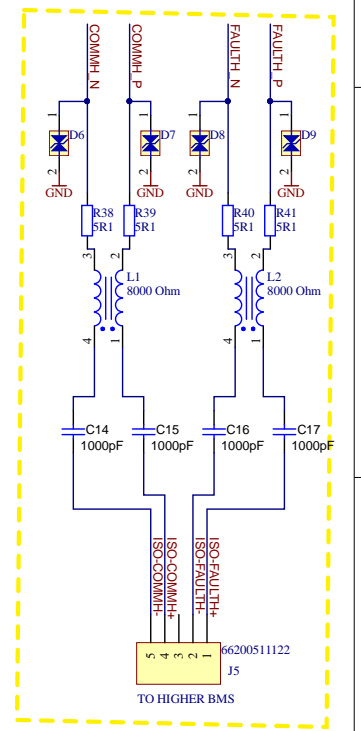 COMMH_N
COMMH_P
FAULTH_N
FAULTH_P
1
1
1
1
D6
D7
D8
D9
2
2
2
2
GND
GND
GND
GND
R38
R39
R40
R41
5R1
5R1
5R1
5R1
3
2
3
2
L1
L2
8000 Ohm
8000 Ohm
4
1
4
1
C14
C15
C16
C17
1000pF
1000pF
1000pF
1000pF
ISO-COMMH-
ISO-COMMH+
ISO-FAULTH-
ISO-FAULTH+
5
4
3
2
1
66200511122
J5
TO HIGHER BMS